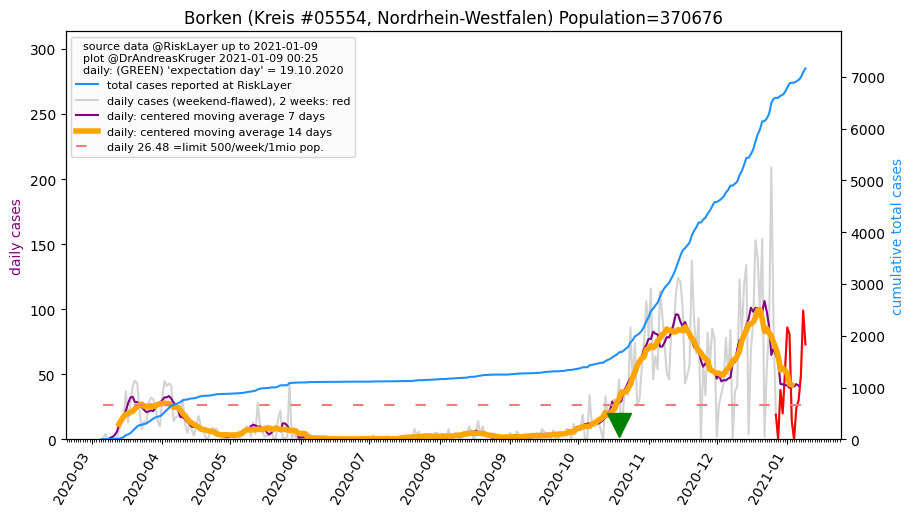 Borken (Kreis #05554, Nordrhein-Westfalen) Population=370676
source data @RiskLayer up to 2021-01-09
plot @DrAndreasKruger 2021-01-09 00:25
daily: (GREEN) 'expectation day' = 19.10.2020
total cases reported at RiskLayer
daily cases (weekend-flawed), 2 weeks: red
daily: centered moving average 7 days
daily: centered moving average 14 days
daily 26.48 =limit 500/week/1mio pop.
daily cases
300
250
200
150
100
50
0
cumulative total cases
7000
6000
5000
4000
3000
2000
1000
0
2020-03
2020-04
2020-05
2020-06
2020-07
2020-08
2020-09
2020-10
2020-11
2020-12
2021-01